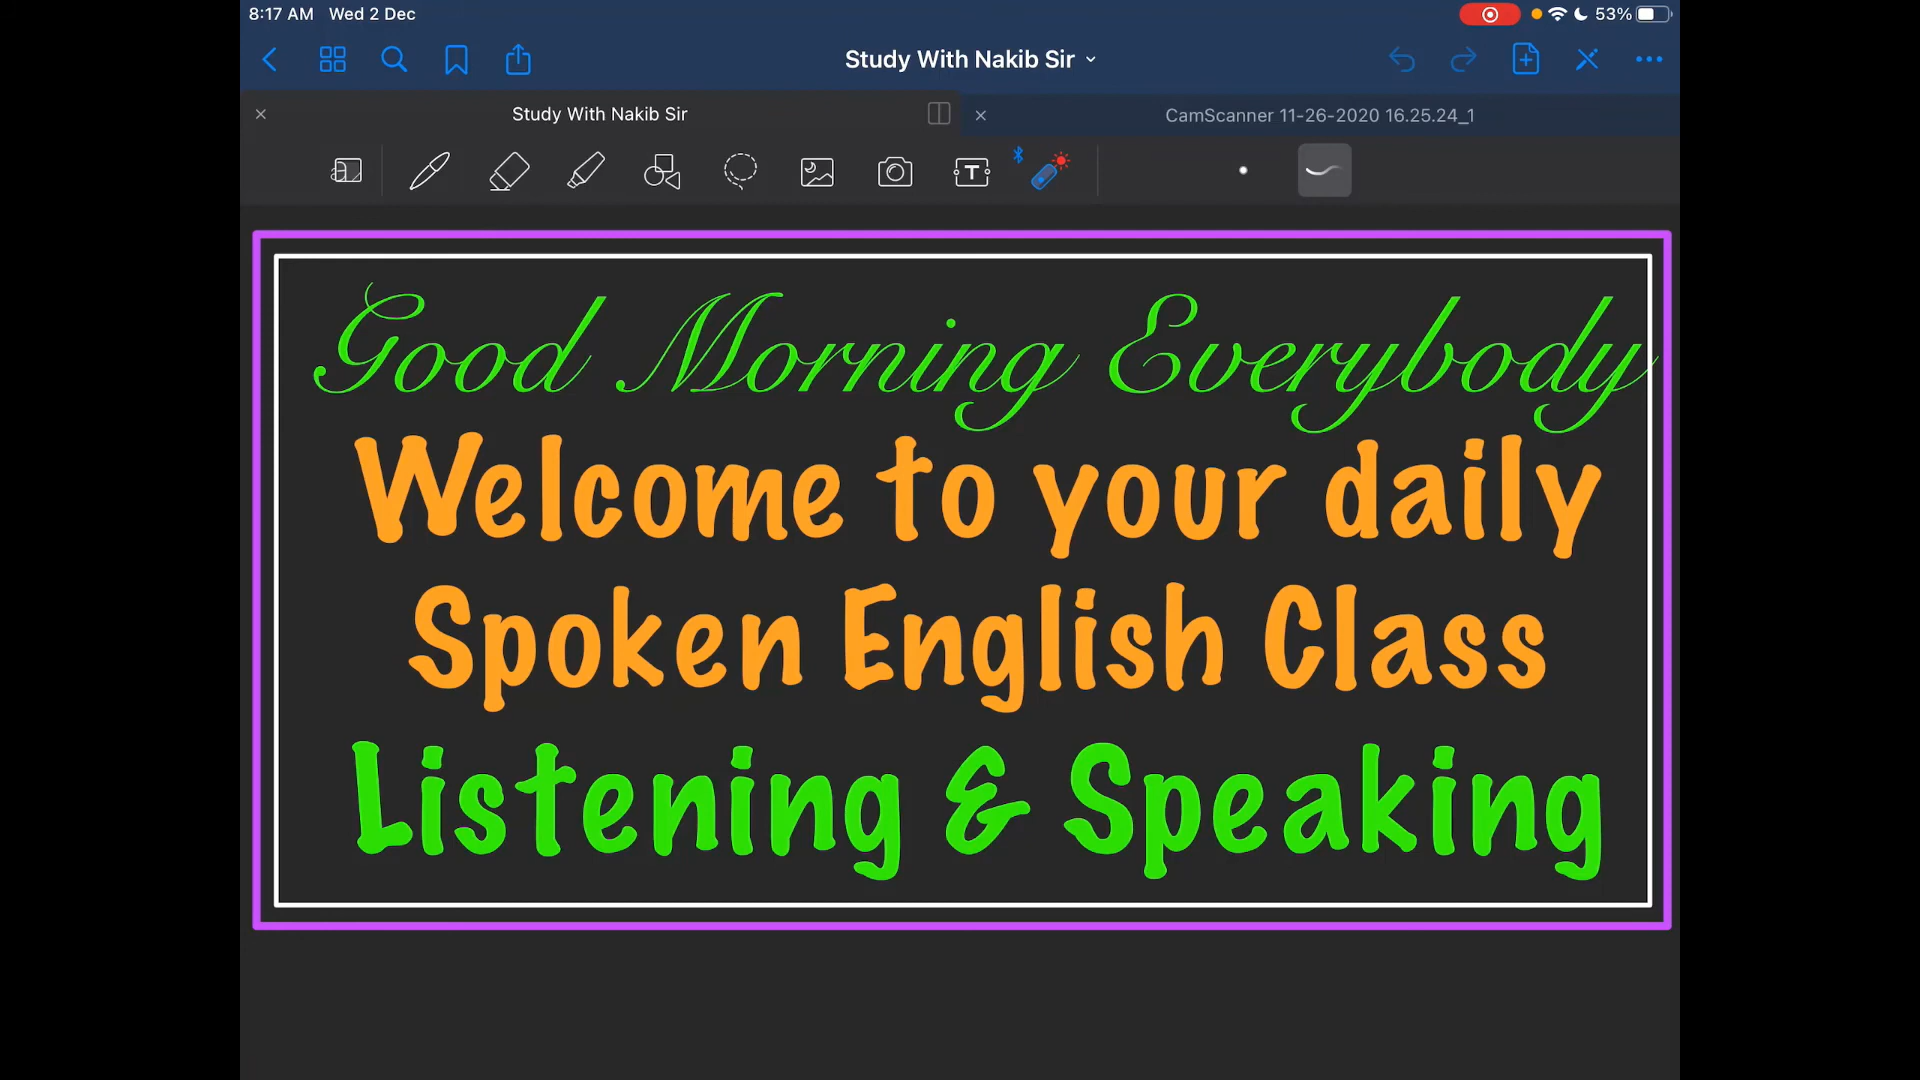 8:17 AM Wed 2 Dec 53%
Study With Nakib Sir
Study With Nakib Sir CamScanner 11-26-2020 16.25.24_1
Good Morning Everybody
Welcome to your daily
Spoken English Class
Listening & Speaking